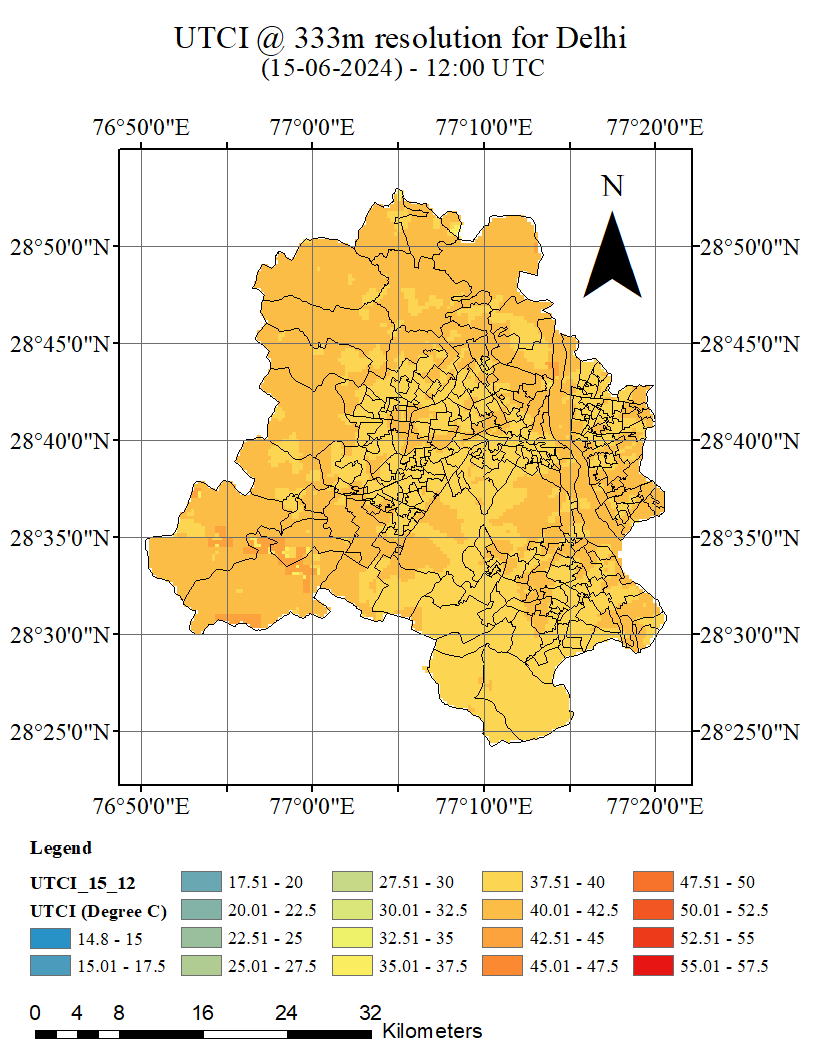 UTCI @ 333m resolution for Delhi
(15-06-2024) - 12:00 UTC
76°50'0"E 77°0'0"E 77°10'0"E 77°20'0"E
N
28°50'0"N 28°50'0"N
28°45'0"N 28°45'0"N
28°40'0"N 28°40'0"N
28°35'0"N 28°35'0"N
28°30'0"N 28°30'0"N
28°25'0"N 28°25'0"N
76°50'0"E 77°0'0"E 77°10'0"E 77°20'0"E
Legend
UTCI_15_12 17.51 - 20 27.51 - 30 37.51 - 40 47.51 - 50
UTCI (Degree C) 20.01 - 22.5 30.01 - 32.5 40.01 - 42.5 50.01 - 52.5
14.8 - 15 22.51 - 25 32.51 - 35 42.51 - 45 52.51 - 55
15.01 - 17.5 25.01 - 27.5 35.01 - 37.5 45.01 - 47.5 55.01 - 57.5
0 4 8 16 24 32
Kilometers